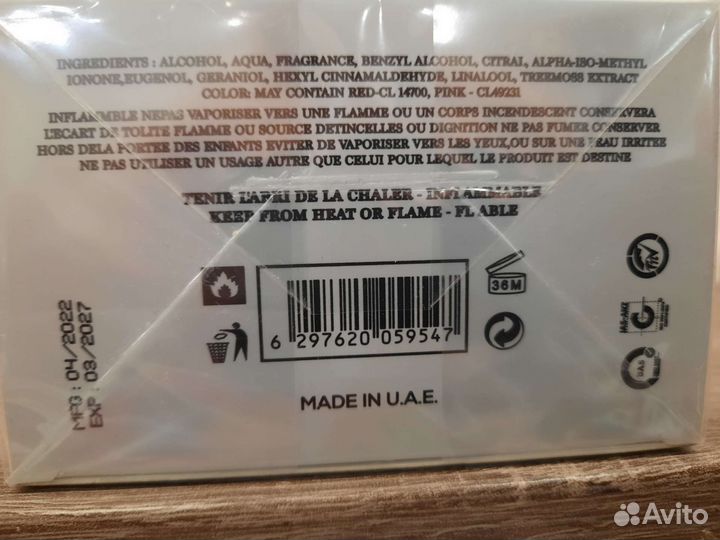 INGREDIENTS : ALCOHOL, AQUA, FRAGRANCE, BENZYL ALCOHOL, CITRAL, ALPHA-ISO-METHYL
IONONE,EUGENOL, GERANIOL, HEXYL CINNAMALDEHYDE, LINALOOL, TREEMOSS EXTRACT
COLOR: MAY CONTAIN RED-CL 14700, PINK - CL49231
INFLAMMBLE NEPAS VAPORISER VERS UNE FLAMME OU UN CORPS INCENDESCENT CONSERVERA
L'ECART DE TOLITE FLAMME OU SOURCE DETINCELLES OU DIGNITION NE PAS FUMER CONSERVER
HORS DELA PORTEE DES ENFANTS EVITER DE VAPORISER VERS LES YEUX,OU SUR UNE PEAU IRRITEE
NE PAS UTILISER UN USAGE AUTRE QUE CELUI POUR LEQUEL LE PRODUIT EST DESTINE
TENIR L'ABRI DE LA CHALER - INFLAMMABLE
KEEP FROM HEAT OR FLAME - FL ABLE
MFG : 04/2022
EXP : 03/2027
36M
6 297620 059547
MADE IN U.A.E.
Avito